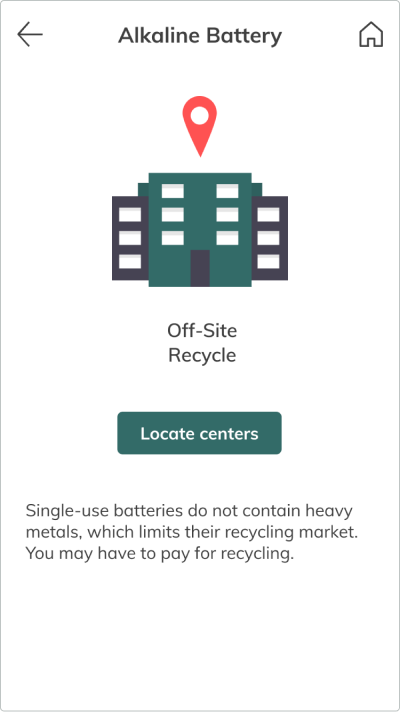 Alkaline Battery
Off-Site
Recycle
Locate centers
Single-use batteries do not contain heavy
metals, which limits their recycling market.
You may have to pay for recycling.